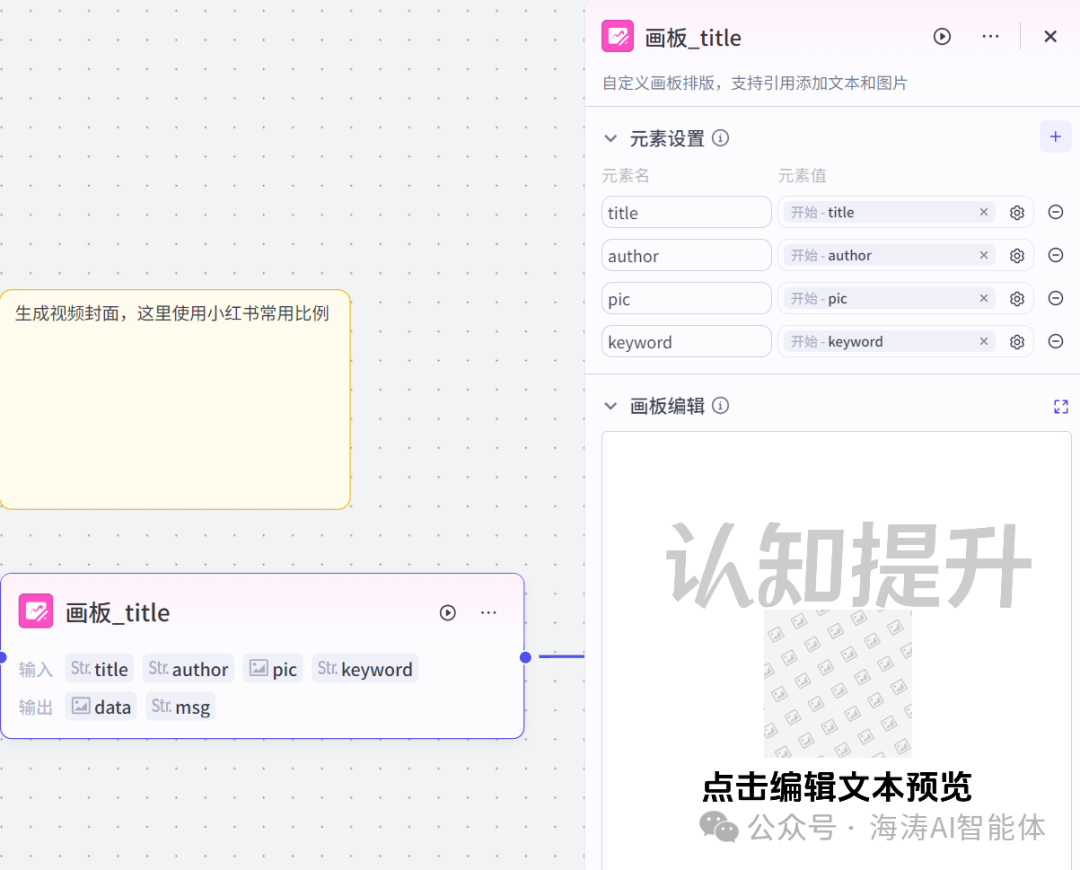 画板_title
自定义画板排版，支持引用添加文本和图片
元素设置
元素名 元素值
title 开始 - title
author 开始 - author
pic 开始 - pic
keyword 开始 - keyword
画板编辑
认知提升
点击编辑文本预览
公众号 · 海涛AI智能体
生成视频封面，这里使用小红书常用比例
画板_title
输入 Str. title Str. author pic Str. keyword
输出 data Str. msg